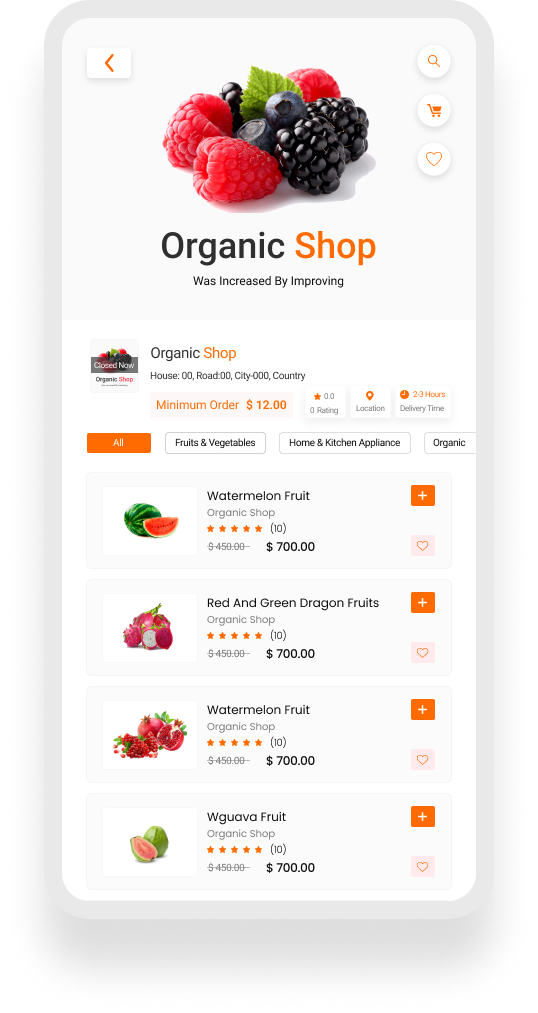 Organic Shop
Was Increased By Improving
Closed Now
Organic Shop
Organic Shop
House: 00, Road:00, City-000, Country
Minimum Order $ 12.00
0.0
0 Rating
Location
2-3 Hours
Delivery Time
All
Fruits & Vegetables
Home & Kitchen Appliance
Organic
Watermelon Fruit
Organic Shop
(10)
$ 450.00
$ 700.00
Red And Green Dragon Fruits
Organic Shop
(10)
$ 450.00
$ 700.00
Watermelon Fruit
Organic Shop
(10)
$ 450.00
$ 700.00
Wguava Fruit
Organic Shop
(10)
$ 450.00
$ 700.00